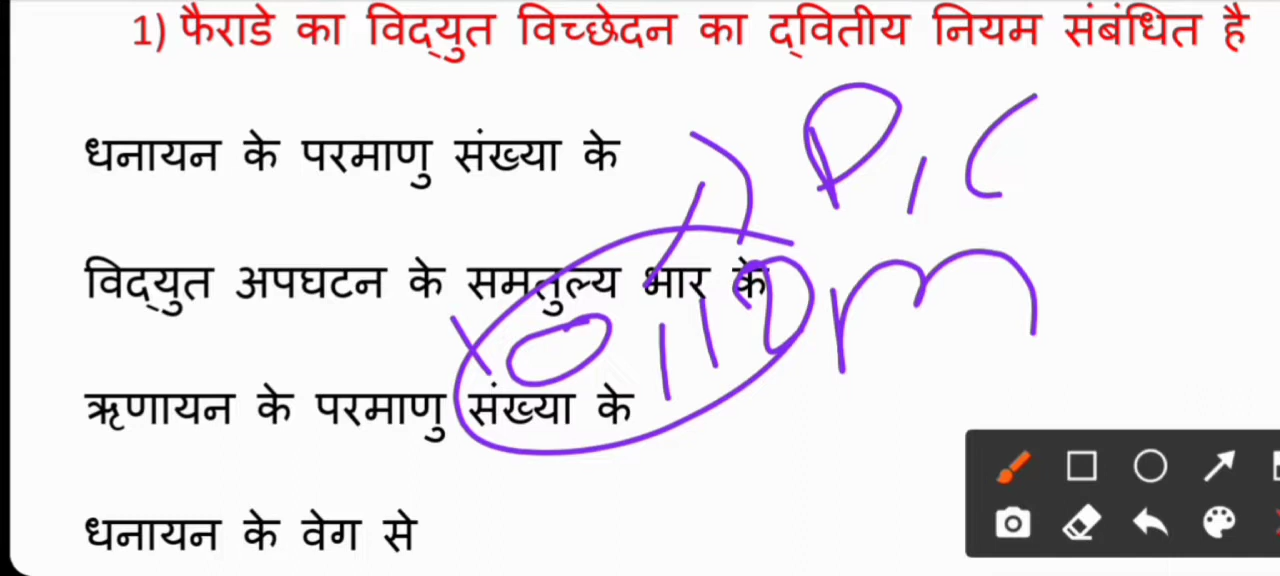 1) फैराडे का विद्युत विच्छेदन का द्वितीय नियम संबंधित है
धनायन के परमाणु संख्या के
विद्युत अपघटन के समतुल्य भार के
ऋणायन के परमाणु संख्या के
धनायन के वेग से